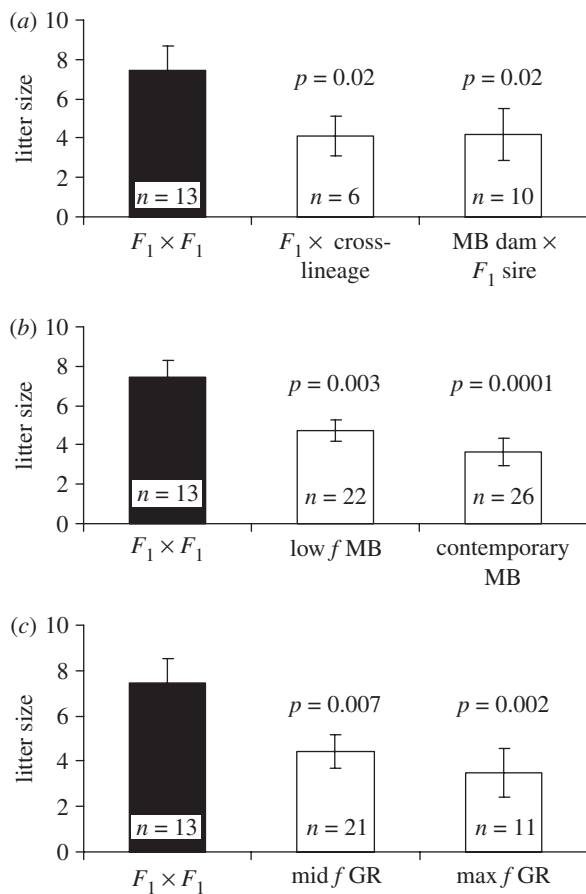 (a) 10
8
6
4
2
0
litter size
p = 0.02
p = 0.02
n = 13
n = 6
n = 10
F1 × F1
F1 × cross-
lineage
MB dam ×
F1 sire
(b) 10
8
6
4
2
0
litter size
p = 0.003
p = 0.0001
n = 13
n = 22
n = 26
F1 × F1
low f MB
contemporary
MB
(c) 10
8
6
4
2
0
litter size
p = 0.007
p = 0.002
n = 13
n = 21
n = 11
F1 × F1
mid f GR
max f GR